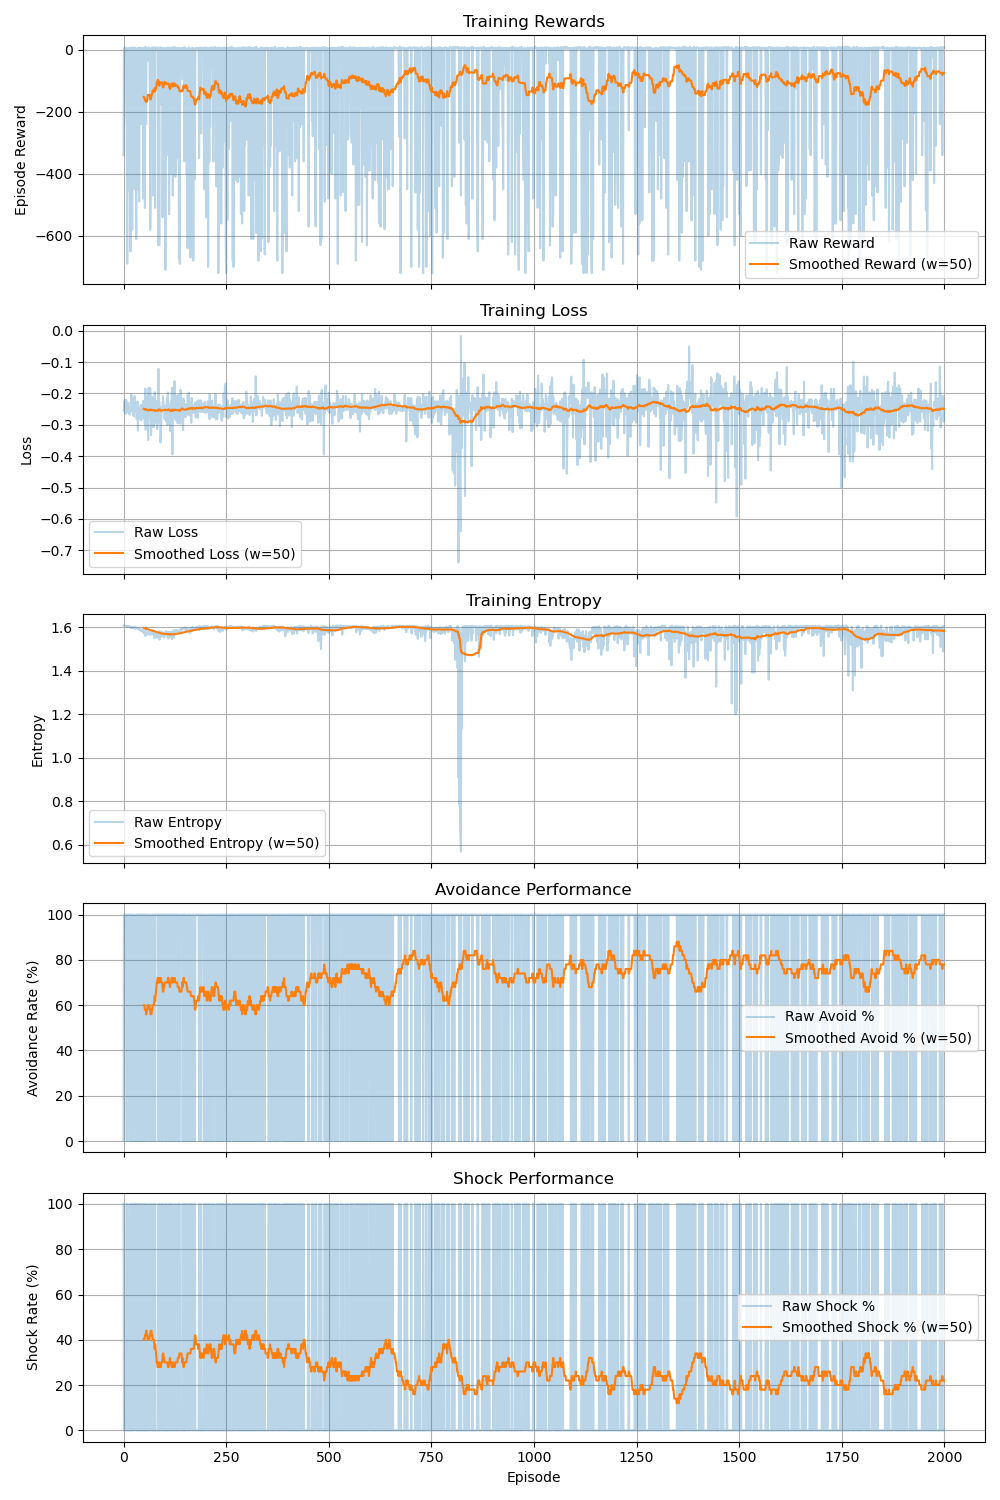 Training Rewards
Episode Reward
0
−200
−400
−600
Raw Reward
Smoothed Reward (w=50)
Training Loss
Loss
0.0
−0.1
−0.2
−0.3
−0.4
−0.5
−0.6
−0.7
Raw Loss
Smoothed Loss (w=50)
Training Entropy
Entropy
1.6
1.4
1.2
1.0
0.8
0.6
Raw Entropy
Smoothed Entropy (w=50)
Avoidance Performance
Avoidance Rate (%)
100
80
60
40
20
0
Raw Avoid %
Smoothed Avoid % (w=50)
Shock Performance
Shock Rate (%)
100
80
60
40
20
0
Raw Shock %
Smoothed Shock % (w=50)
0 250 500 750 1000 1250 1500 1750 2000
Episode